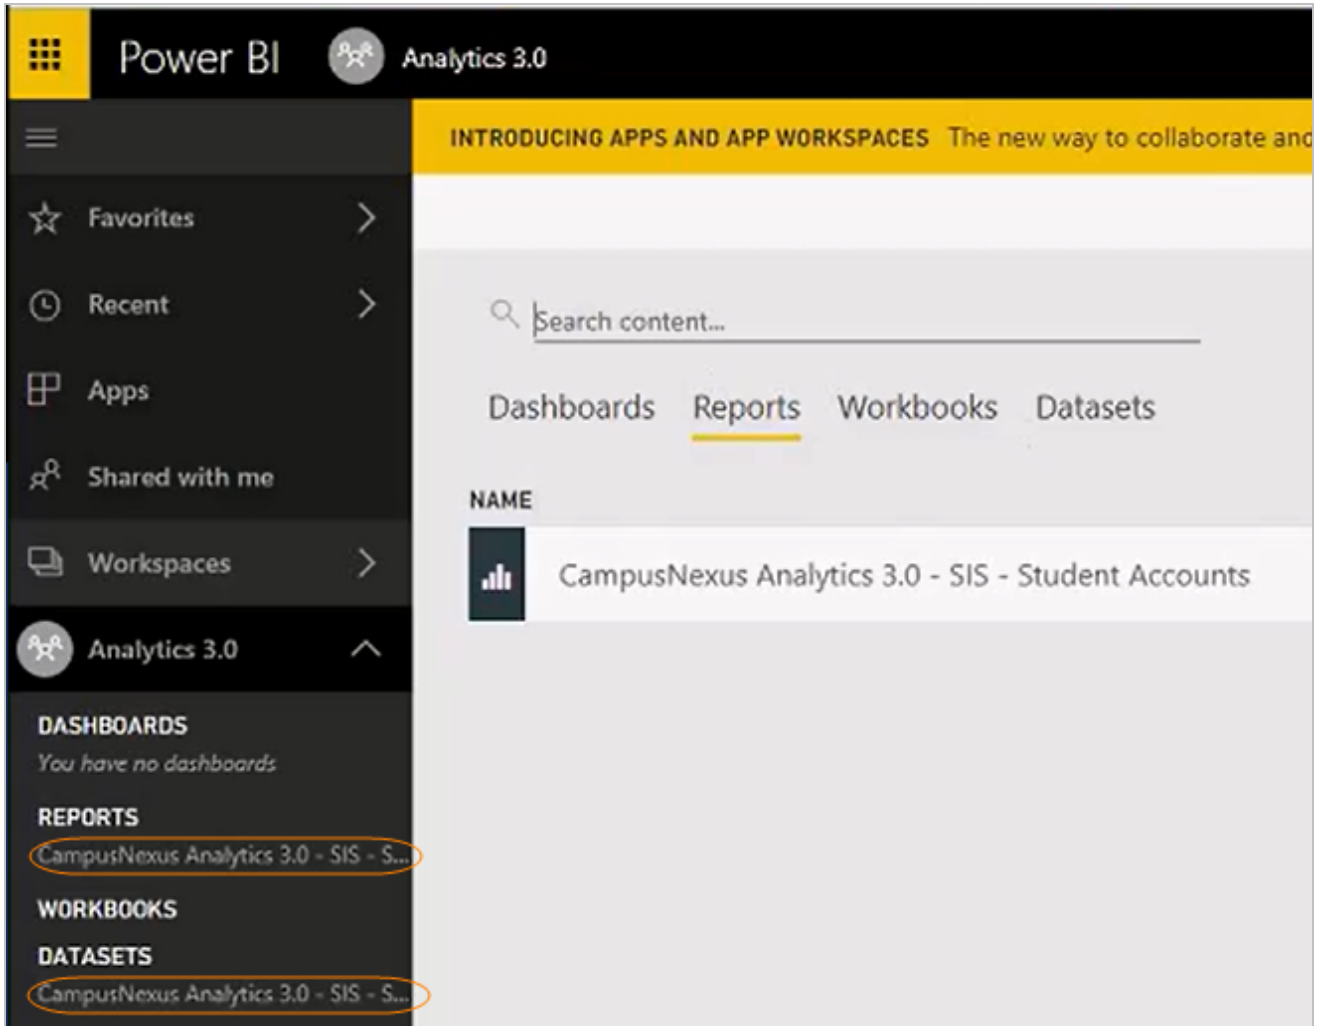 Power BI Analytics 3.0
INTRODUCING APPS AND APP WORKSPACES The new way to collaborate and
Favorites
Recent
Apps
Shared with me
Workspaces
Analytics 3.0
DASHBOARDS
You have no dashboards
REPORTS
CampusNexus Analytics 3.0 - SIS - S...
WORKBOOKS
DATASETS
CampusNexus Analytics 3.0 - SIS - S...
Search content...
Dashboards Reports Workbooks Datasets
NAME
CampusNexus Analytics 3.0 - SIS - Student Accounts